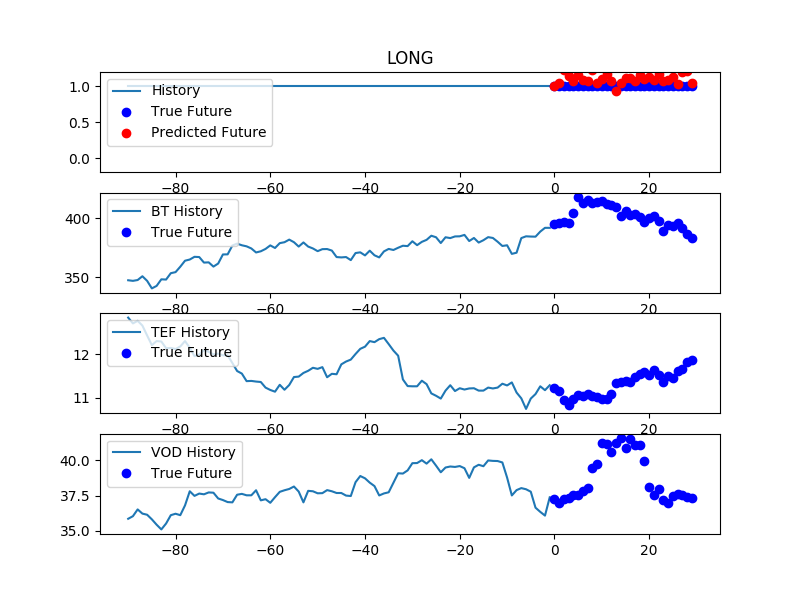 LONG
1.0
0.5
0.0
History
True Future
Predicted Future
−80 −60 −40 −20 0 20
400
350
BT History
True Future
−80 −60 −40 −20 0 20
12
11
TEF History
True Future
−80 −60 −40 −20 0 20
40.0
37.5
35.0
VOD History
True Future
−80 −60 −40 −20 0 20